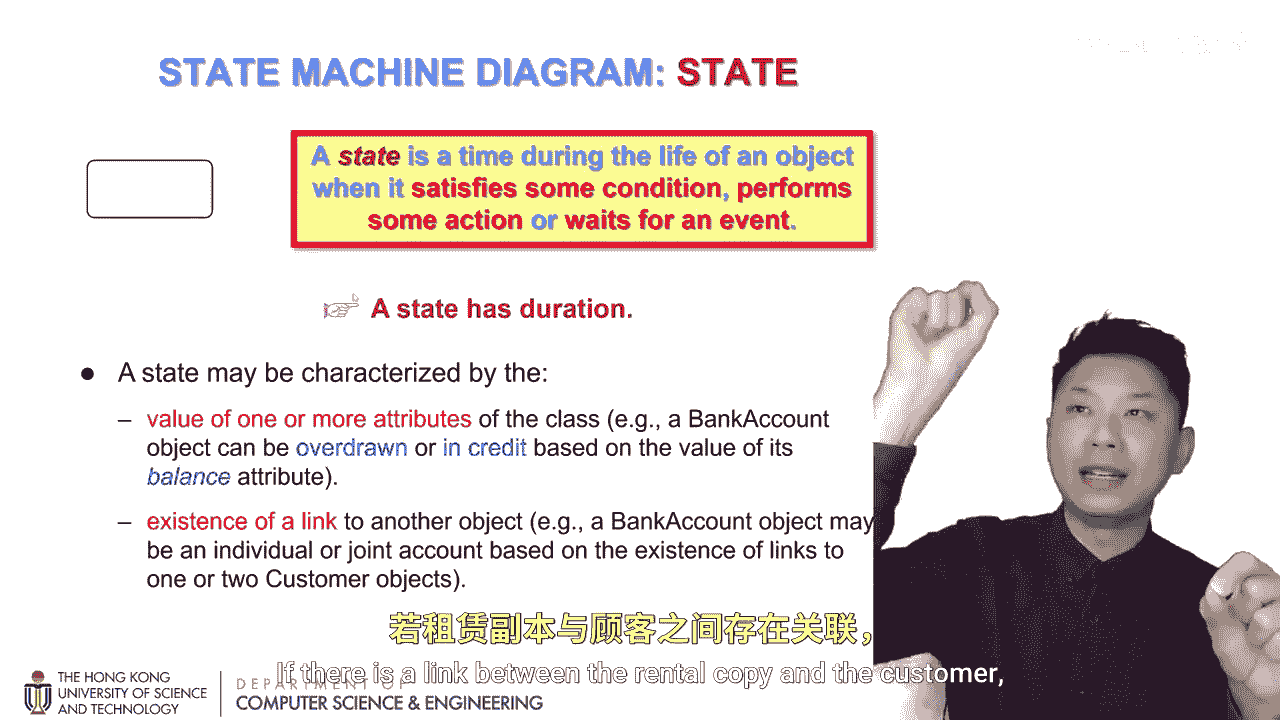 STATE MACHINE DIAGRAM: STATE
A state is a time during the life of an object
when it satisfies some condition, performs
some action or waits for an event.
A state has duration.
● A state may be characterized by the:
– value of one or more attributes of the class (e.g., a BankAccount
object can be overdrawn or in credit based on the value of its
balance attribute).
– existence of a link to another object (e.g., a BankAccount object may
be an individual or joint account based on the existence of links to
one or two Customer objects).
若租赁副本与顾客之间存在关联，
If there is a link between the rental copy and the customer,
THE HONG KONG
UNIVERSITY OF SCIENCE
AND TECHNOLOGY
DEPARTMENT OF
COMPUTER SCIENCE & ENGINEERING